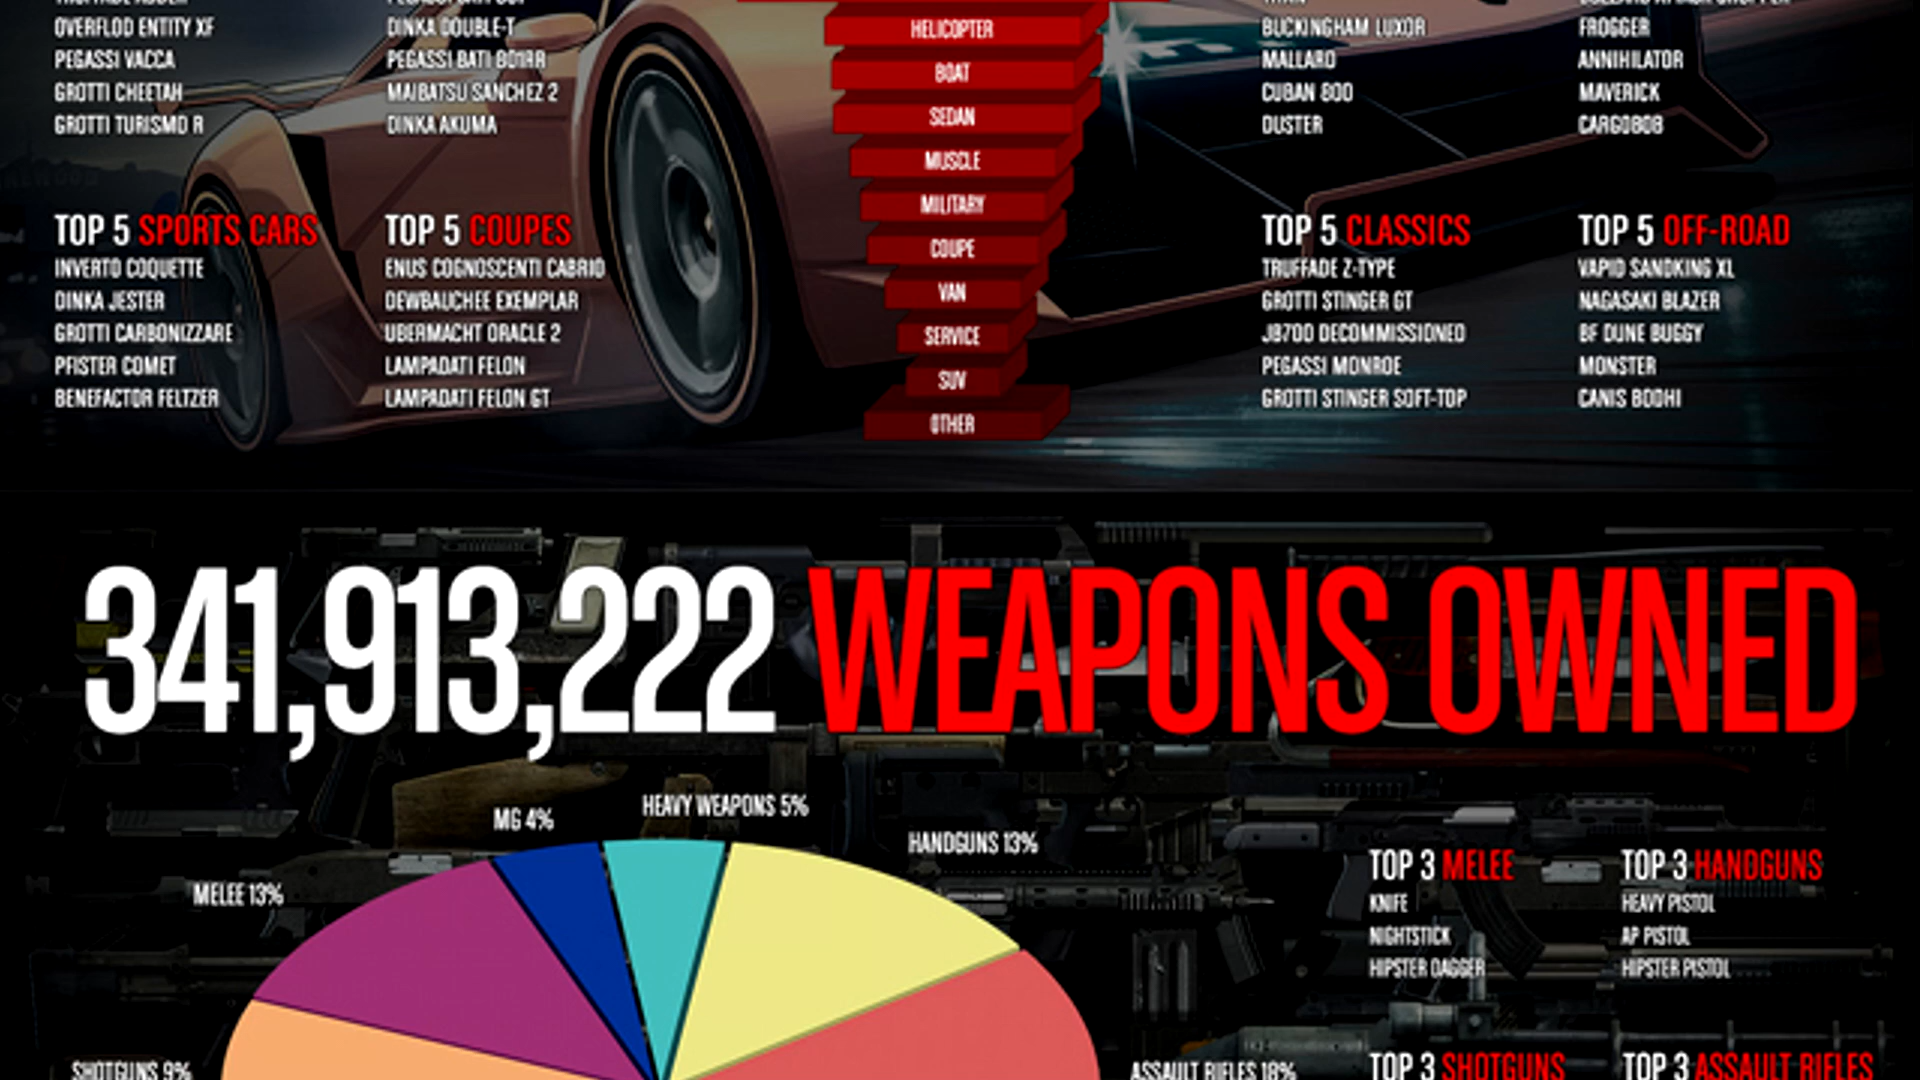 OVERFLOD ENTITY XF
PEGASSI VACCA
GROTTI CHEETAH
GROTTI TURISMO R
DINKA DOUBLE-T
PEGASSI BATI 801RR
MAIBATSU SANCHEZ 2
DINKA AKUMA
HELICOPTER
BOAT
SEDAN
MUSCLE
MILITARY
COUPE
VAN
SERVICE
SUV
OTHER
BUCKINGHAM LUXOR
MALLARD
CUBAN 800
DUSTER
FROGGER
ANNIHILATOR
MAVERICK
CARGOBOB
TOP 5 SPORTS CARS
INVERTO COQUETTE
DINKA JESTER
GROTTI CARBONIZZARE
PFISTER COMET
BENEFACTOR FELTZER
TOP 5 COUPES
ENUS COGNOSCENTI CABRIO
DEWBAUCHEE EXEMPLAR
UBERMACHT ORACLE 2
LAMPADATI FELON
LAMPADATI FELON GT
TOP 5 CLASSICS
TRUFFADE Z-TYPE
GROTTI STINGER GT
JB700 DECOMMISSIONED
PEGASSI MONROE
GROTTI STINGER SOFT-TOP
TOP 5 OFF-ROAD
VAPID SANDKING XL
NAGASAKI BLAZER
BF DUNE BUGGY
MONSTER
CANIS BODHI
341,913,222 WEAPONS OWNED
MG 4%
HEAVY WEAPONS 5%
HANDGUNS 13%
MELEE 13%
SHOTGUNS 9%
ASSAULT RIFLES 18%
TOP 3 MELEE
KNIFE
NIGHTSTICK
HIPSTER DAGGER
TOP 3 HANDGUNS
HEAVY PISTOL
AP PISTOL
HIPSTER PISTOL
TOP 3 SHOTGUNS
TOP 3 ASSAULT RIFLES